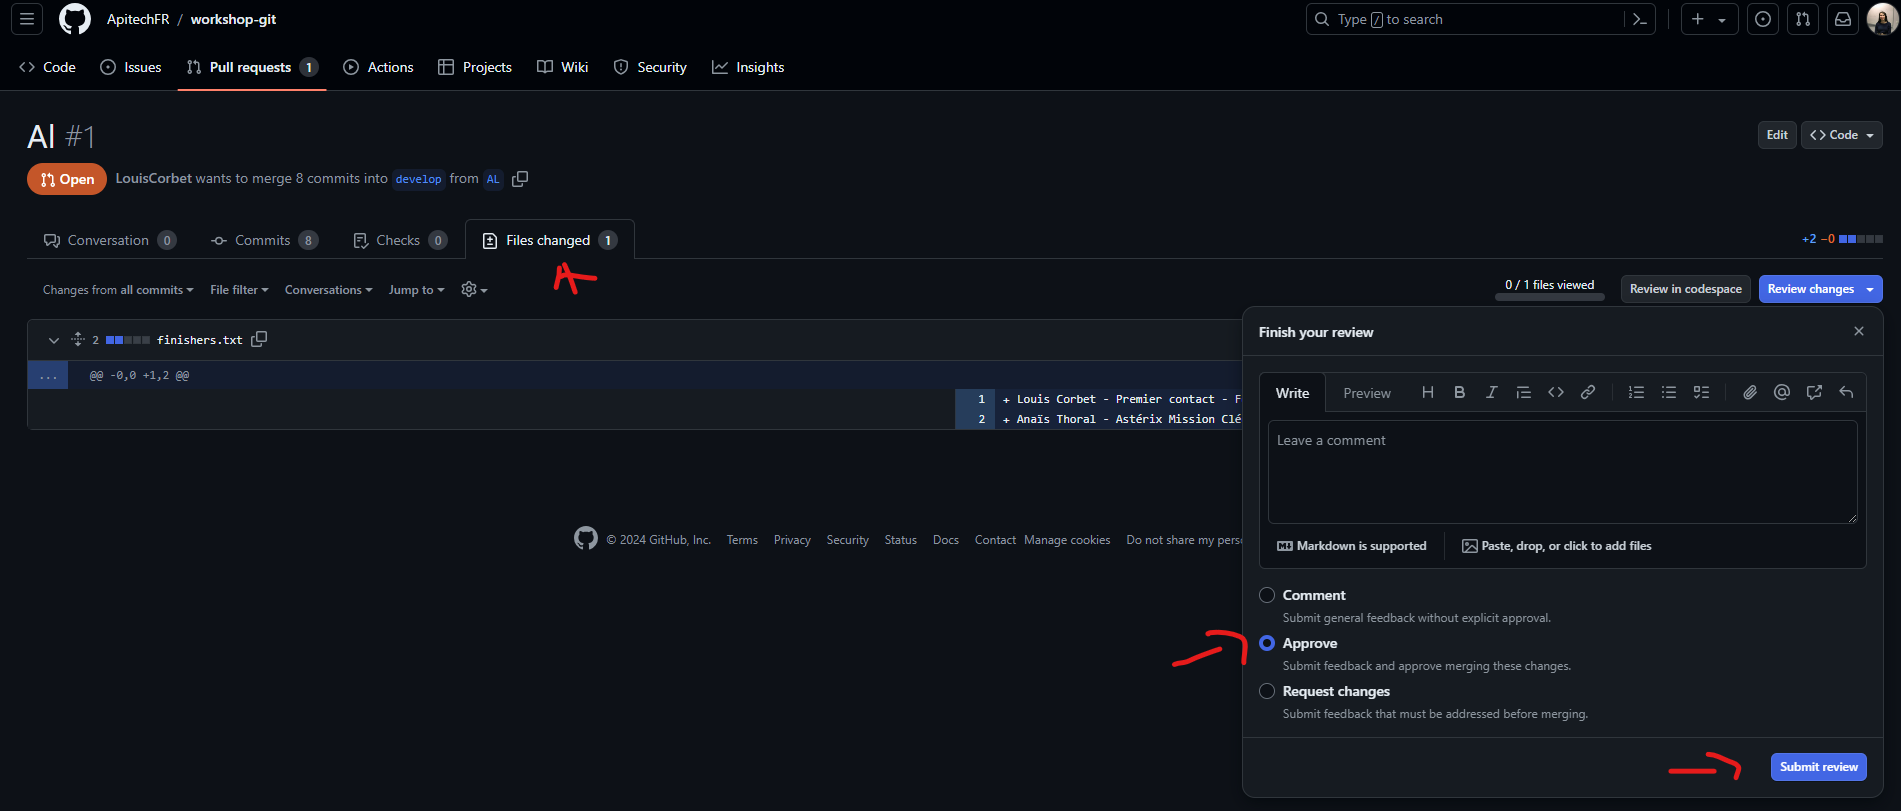 ApitechFR / workshop-git
Type / to search
Code
Issues
Pull requests 1
Actions
Projects
Wiki
Security
Insights
Al #1
Edit
Code
Open
LouisCorbet wants to merge 8 commits into develop from AL
Conversation 0
Commits 8
Checks 0
Files changed 1
+2 −0
Changes from all commits
File filter
Conversations
Jump to
0 / 1 files viewed
Review in codespace
Review changes
2 finishers.txt
... @@ -0,0 +1,2 @@
1 + Louis Corbet - Premier contact - F
2 + Anaïs Thoral - Astérix Mission Clé
Finish your review
Write
Preview
Leave a comment
Markdown is supported
Paste, drop, or click to add files
Comment
Submit general feedback without explicit approval.
Approve
Submit feedback and approve merging these changes.
Request changes
Submit feedback that must be addressed before merging.
Submit review
© 2024 GitHub, Inc.
Terms
Privacy
Security
Status
Docs
Contact
Manage cookies
Do not share my perso